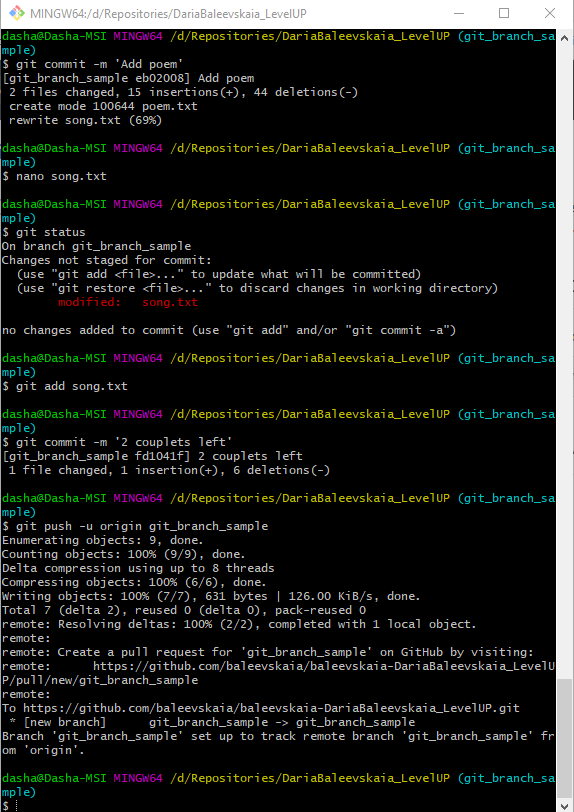 MINGW64:/d/Repositories/DariaBaleevskaia_LevelUP
dasha@Dasha-MSI MINGW64 /d/Repositories/DariaBaleevskaia_LevelUP (git_branch_sa
mple)
$ git commit -m 'Add poem'
[git_branch_sample eb02008] Add poem
 2 files changed, 15 insertions(+), 44 deletions(-)
 create mode 100644 poem.txt
 rewrite song.txt (69%)
dasha@Dasha-MSI MINGW64 /d/Repositories/DariaBaleevskaia_LevelUP (git_branch_sa
mple)
$ nano song.txt
dasha@Dasha-MSI MINGW64 /d/Repositories/DariaBaleevskaia_LevelUP (git_branch_sa
mple)
$ git status
On branch git_branch_sample
Changes not staged for commit:
  (use "git add <file>..." to update what will be committed)
  (use "git restore <file>..." to discard changes in working directory)
        modified:   song.txt
no changes added to commit (use "git add" and/or "git commit -a")
dasha@Dasha-MSI MINGW64 /d/Repositories/DariaBaleevskaia_LevelUP (git_branch_sa
mple)
$ git add song.txt
dasha@Dasha-MSI MINGW64 /d/Repositories/DariaBaleevskaia_LevelUP (git_branch_sa
mple)
$ git commit -m '2 couplets left'
[git_branch_sample fd1041f] 2 couplets left
 1 file changed, 1 insertion(+), 6 deletions(-)
dasha@Dasha-MSI MINGW64 /d/Repositories/DariaBaleevskaia_LevelUP (git_branch_sa
mple)
$ git push -u origin git_branch_sample
Enumerating objects: 9, done.
Counting objects: 100% (9/9), done.
Delta compression using up to 8 threads
Compressing objects: 100% (6/6), done.
Writing objects: 100% (7/7), 631 bytes | 126.00 KiB/s, done.
Total 7 (delta 2), reused 0 (delta 0), pack-reused 0
remote: Resolving deltas: 100% (2/2), completed with 1 local object.
remote:
remote: Create a pull request for 'git_branch_sample' on GitHub by visiting:
remote:      https://github.com/baleevskaia/baleevskaia-DariaBaleevskaia_LevelU
P/pull/new/git_branch_sample
remote:
To https://github.com/baleevskaia/baleevskaia-DariaBaleevskaia_LevelUP.git
 * [new branch]      git_branch_sample -> git_branch_sample
Branch 'git_branch_sample' set up to track remote branch 'git_branch_sample' fr
om 'origin'.
dasha@Dasha-MSI MINGW64 /d/Repositories/DariaBaleevskaia_LevelUP (git_branch_sa
mple)
$